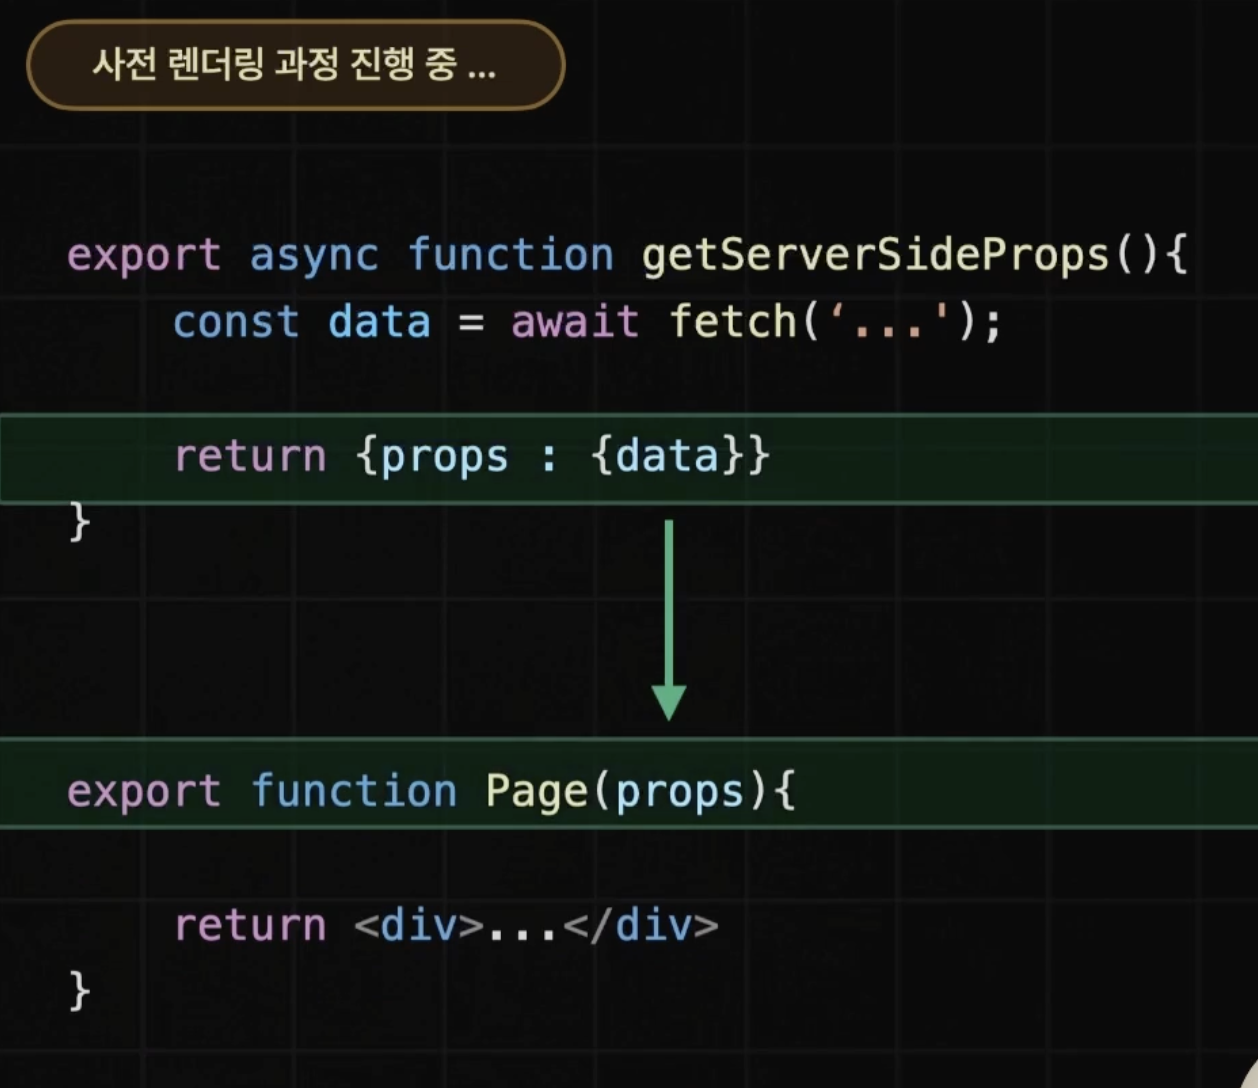 사전 렌더링 과정 진행 중 ...
export async function getServerSideProps(){
    const data = await fetch(‘...');
    return {props : {data}}
}
export function Page(props){
    return <div>...</div>
}